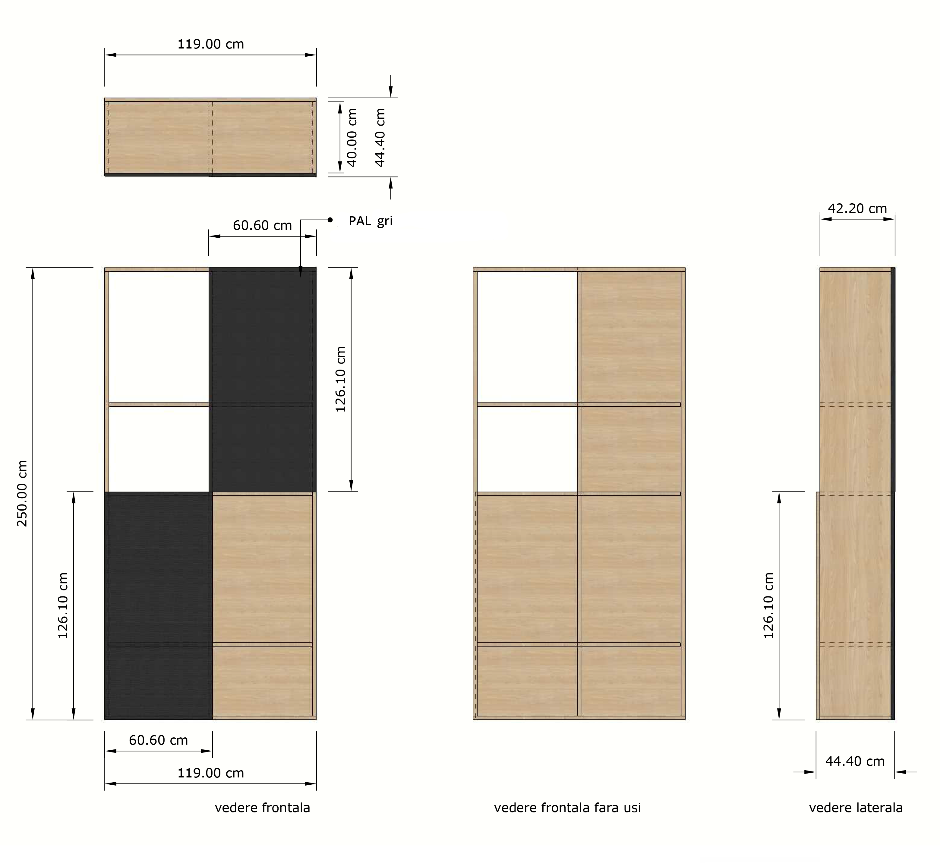 119.00 cm
40.00 cm
44.40 cm
60.60 cm
PAL gri
42.20 cm
250.00 cm
126.10 cm
126.10 cm
126.10 cm
60.60 cm
119.00 cm
44.40 cm
vedere frontala
vedere frontala fara usi
vedere laterala